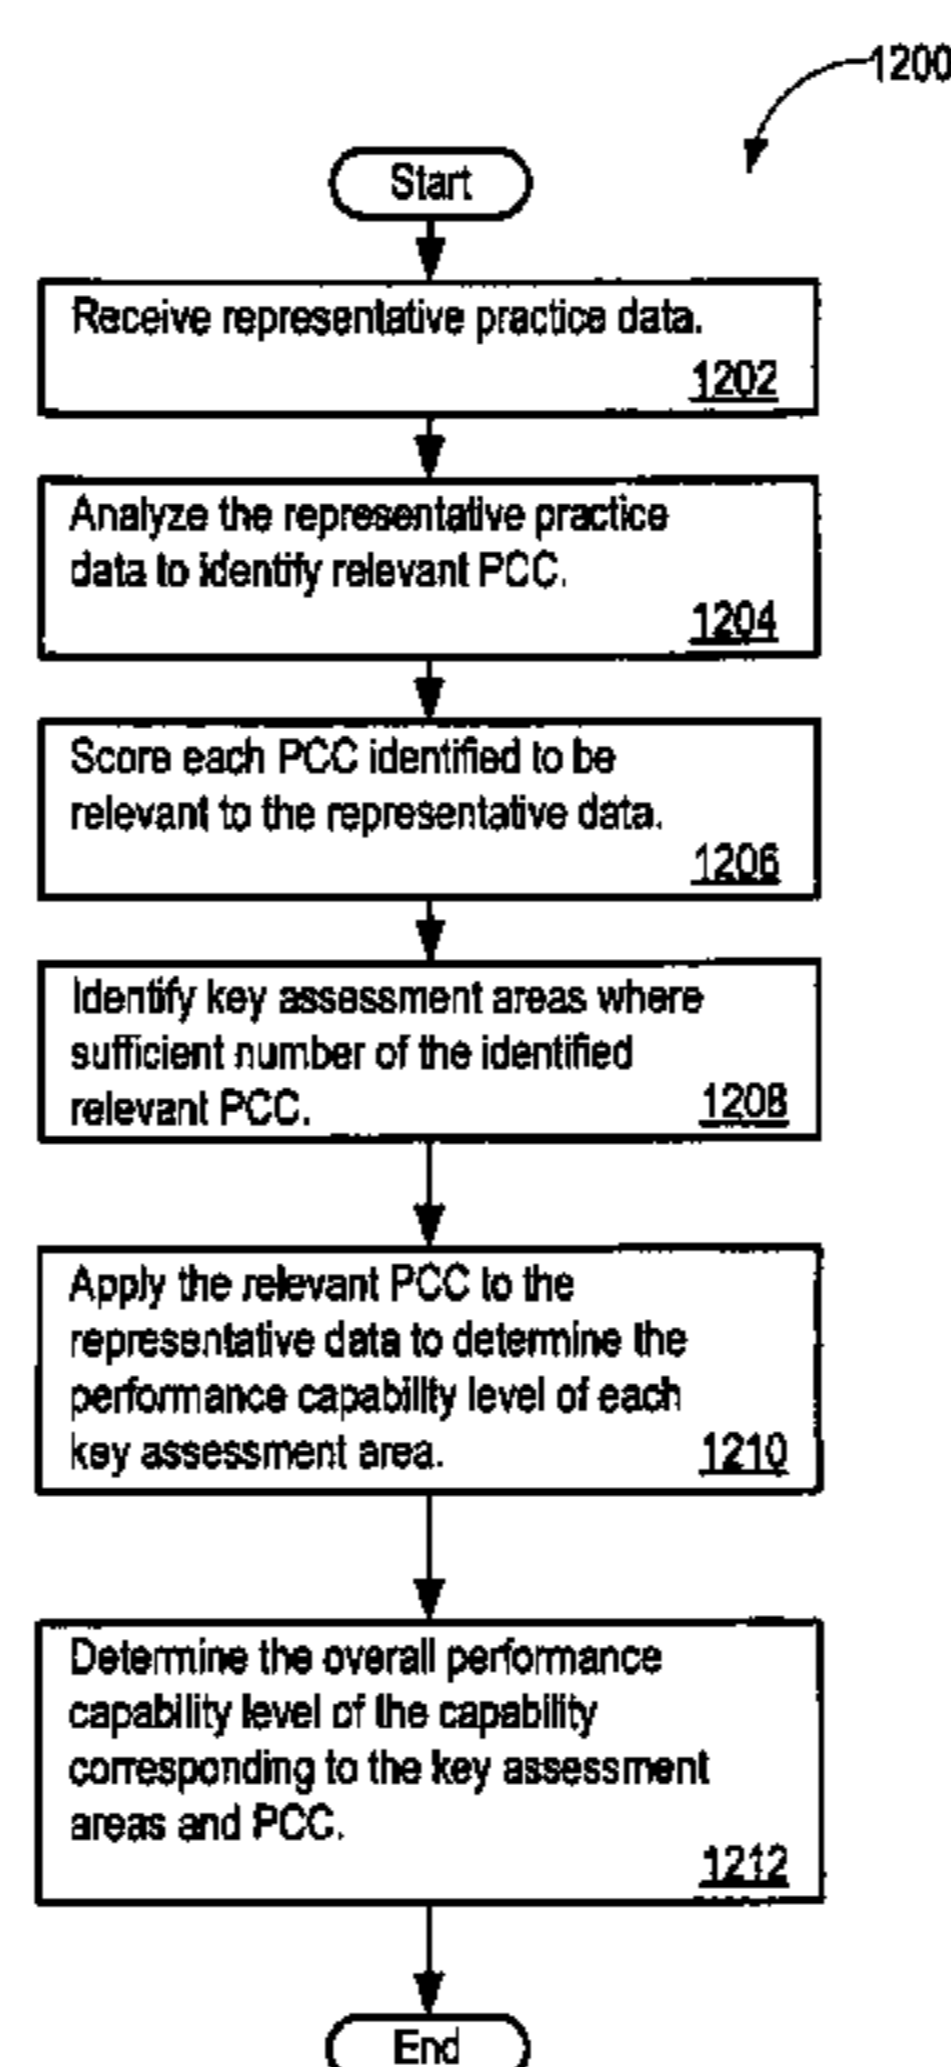 1200
Start
Receive representative practice data.
1202
Analyze the representative practice
data to identify relevant PCC.
1204
Score each PCC identified to be
relevant to the representative data.
1206
Identify key assessment areas where
sufficient number of the identified
relevant PCC.
1208
Apply the relevant PCC to the
representative data to determine the
performance capability level of each
key assessment area.
1210
Determine the overall performance
capability level of the capability
corresponding to the key assessment
areas and PCC.
1212
End